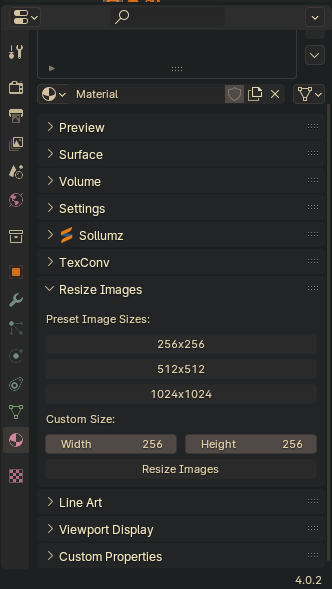 Material
Preview
Surface
Volume
Settings
Sollumz
TexConv
Resize Images
Preset Image Sizes:
256x256
512x512
1024x1024
Custom Size:
Width 256 Height 256
Resize Images
Line Art
Viewport Display
Custom Properties
4.0.2